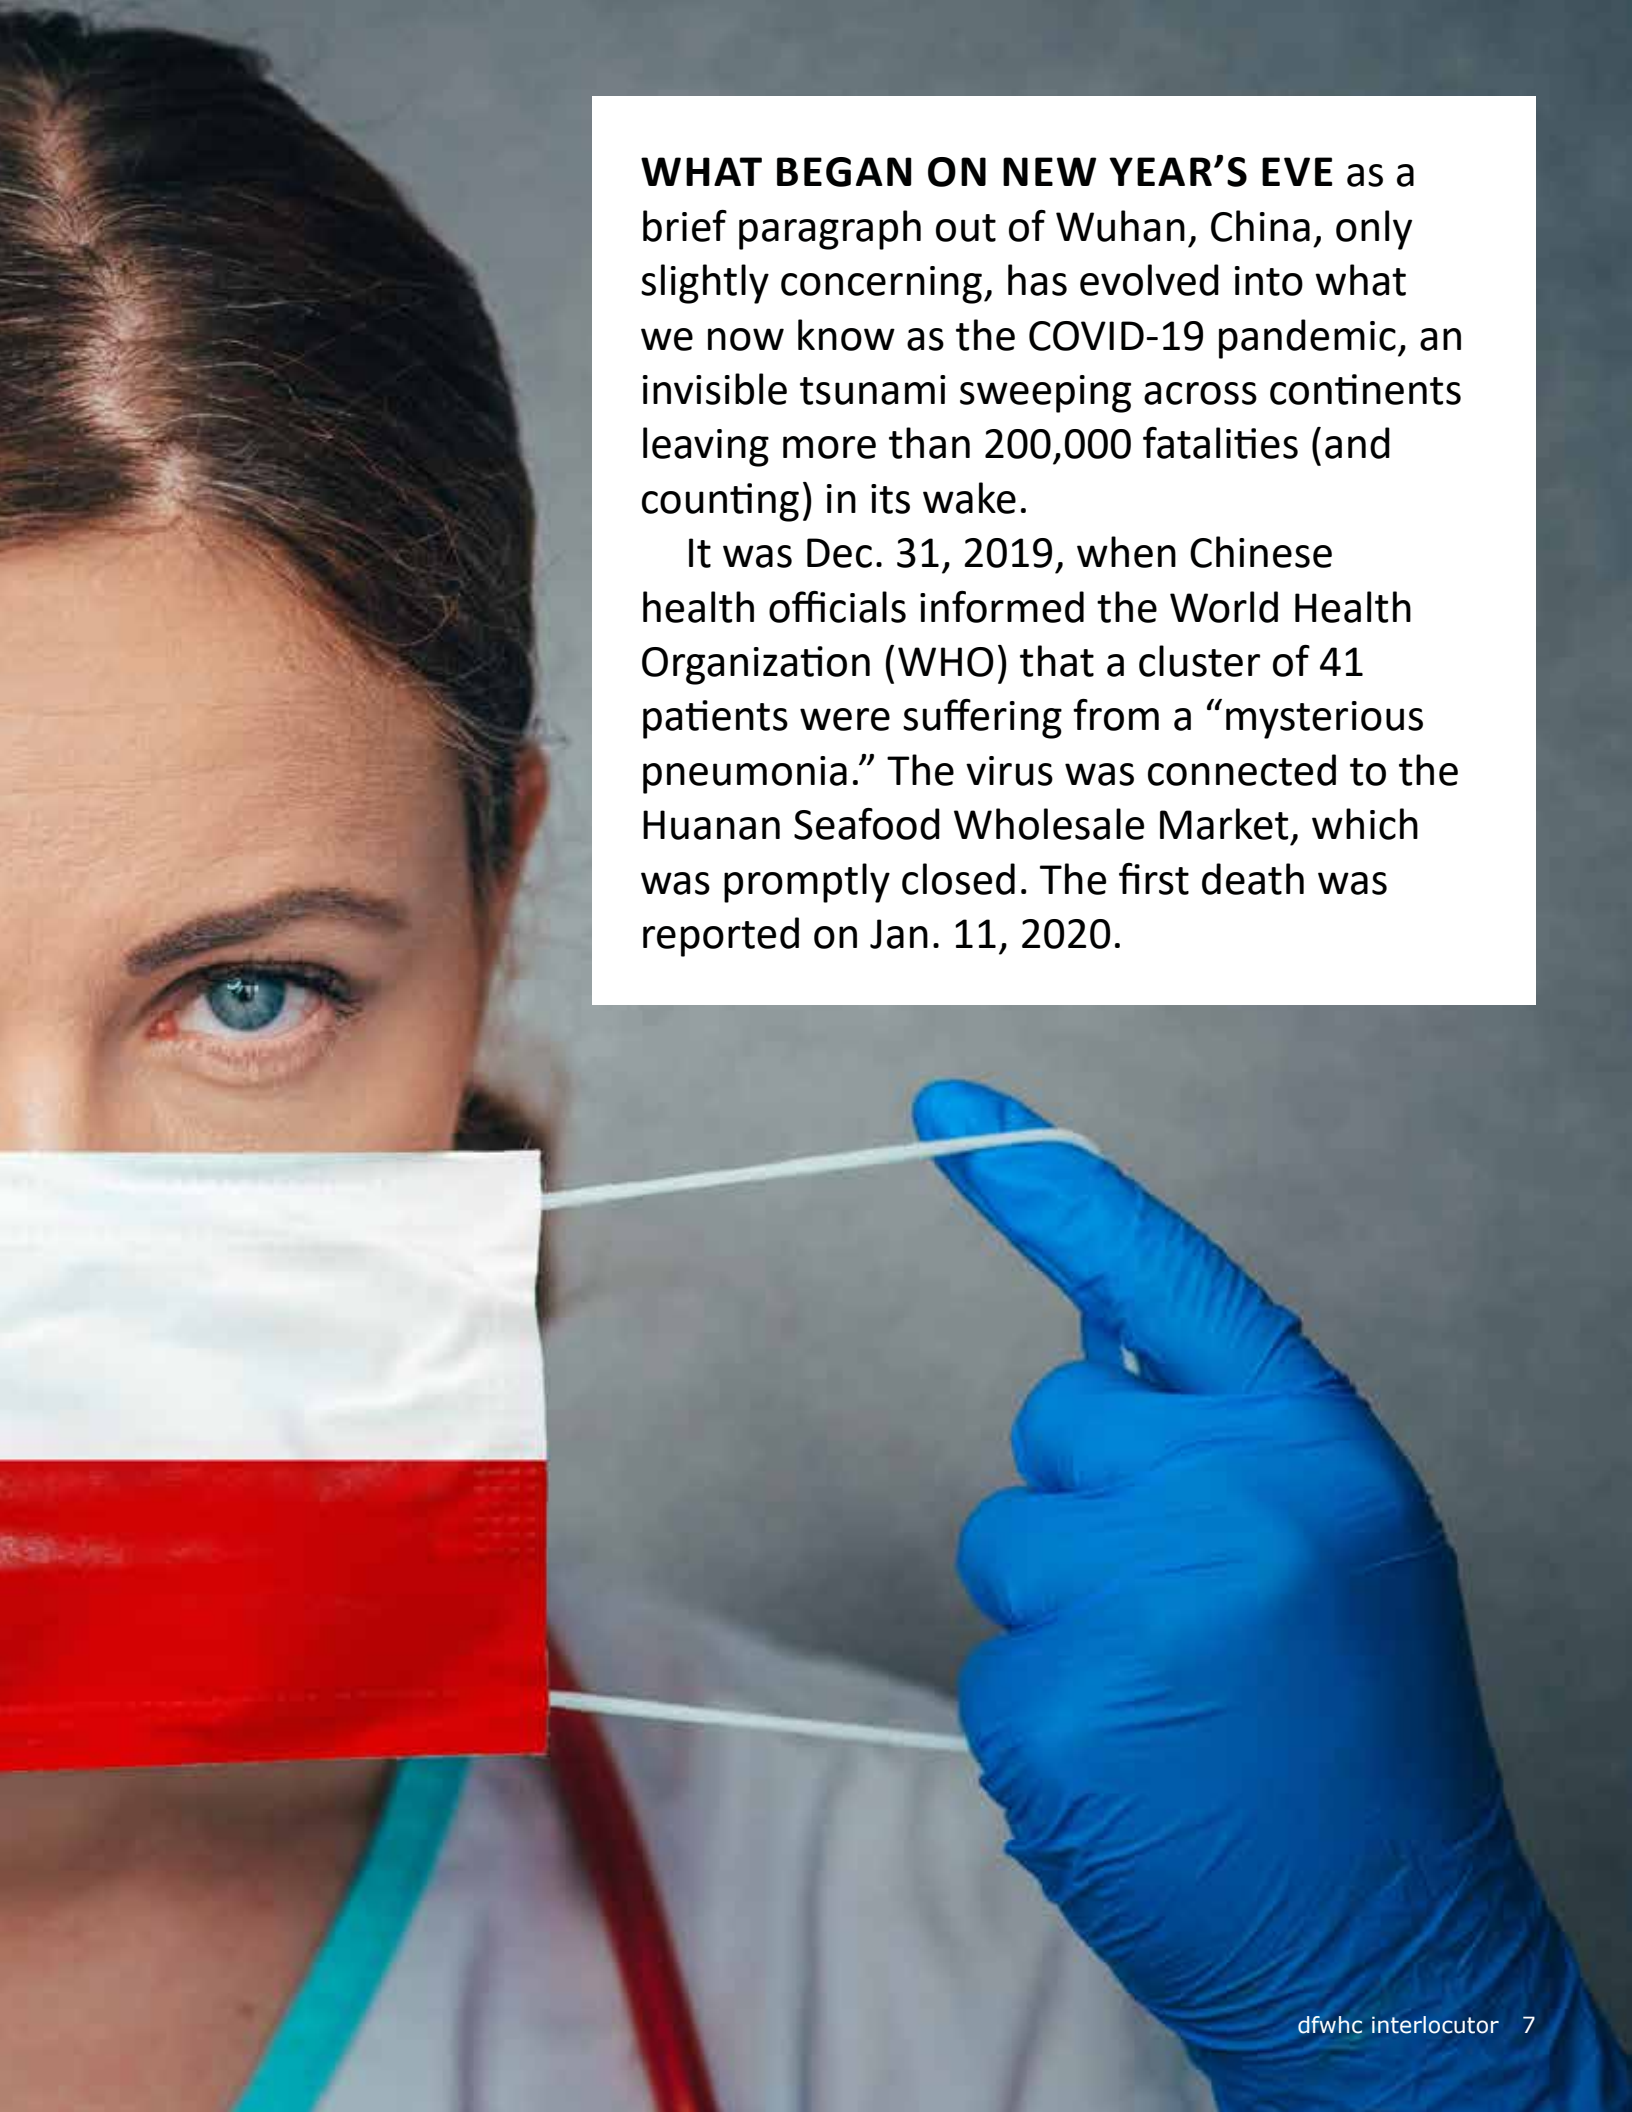 WHAT BEGAN ON NEW YEAR’S EVE as a
brief paragraph out of Wuhan, China, only
slightly concerning, has evolved into what
we now know as the COVID-19 pandemic, an
invisible tsunami sweeping across continents
leaving more than 200,000 fatalities (and
counting) in its wake.
It was Dec. 31, 2019, when Chinese
health officials informed the World Health
Organization (WHO) that a cluster of 41
patients were suffering from a “mysterious
pneumonia.” The virus was connected to the
Huanan Seafood Wholesale Market, which
was promptly closed. The first death was
reported on Jan. 11, 2020.
dfwhc interlocutor 7